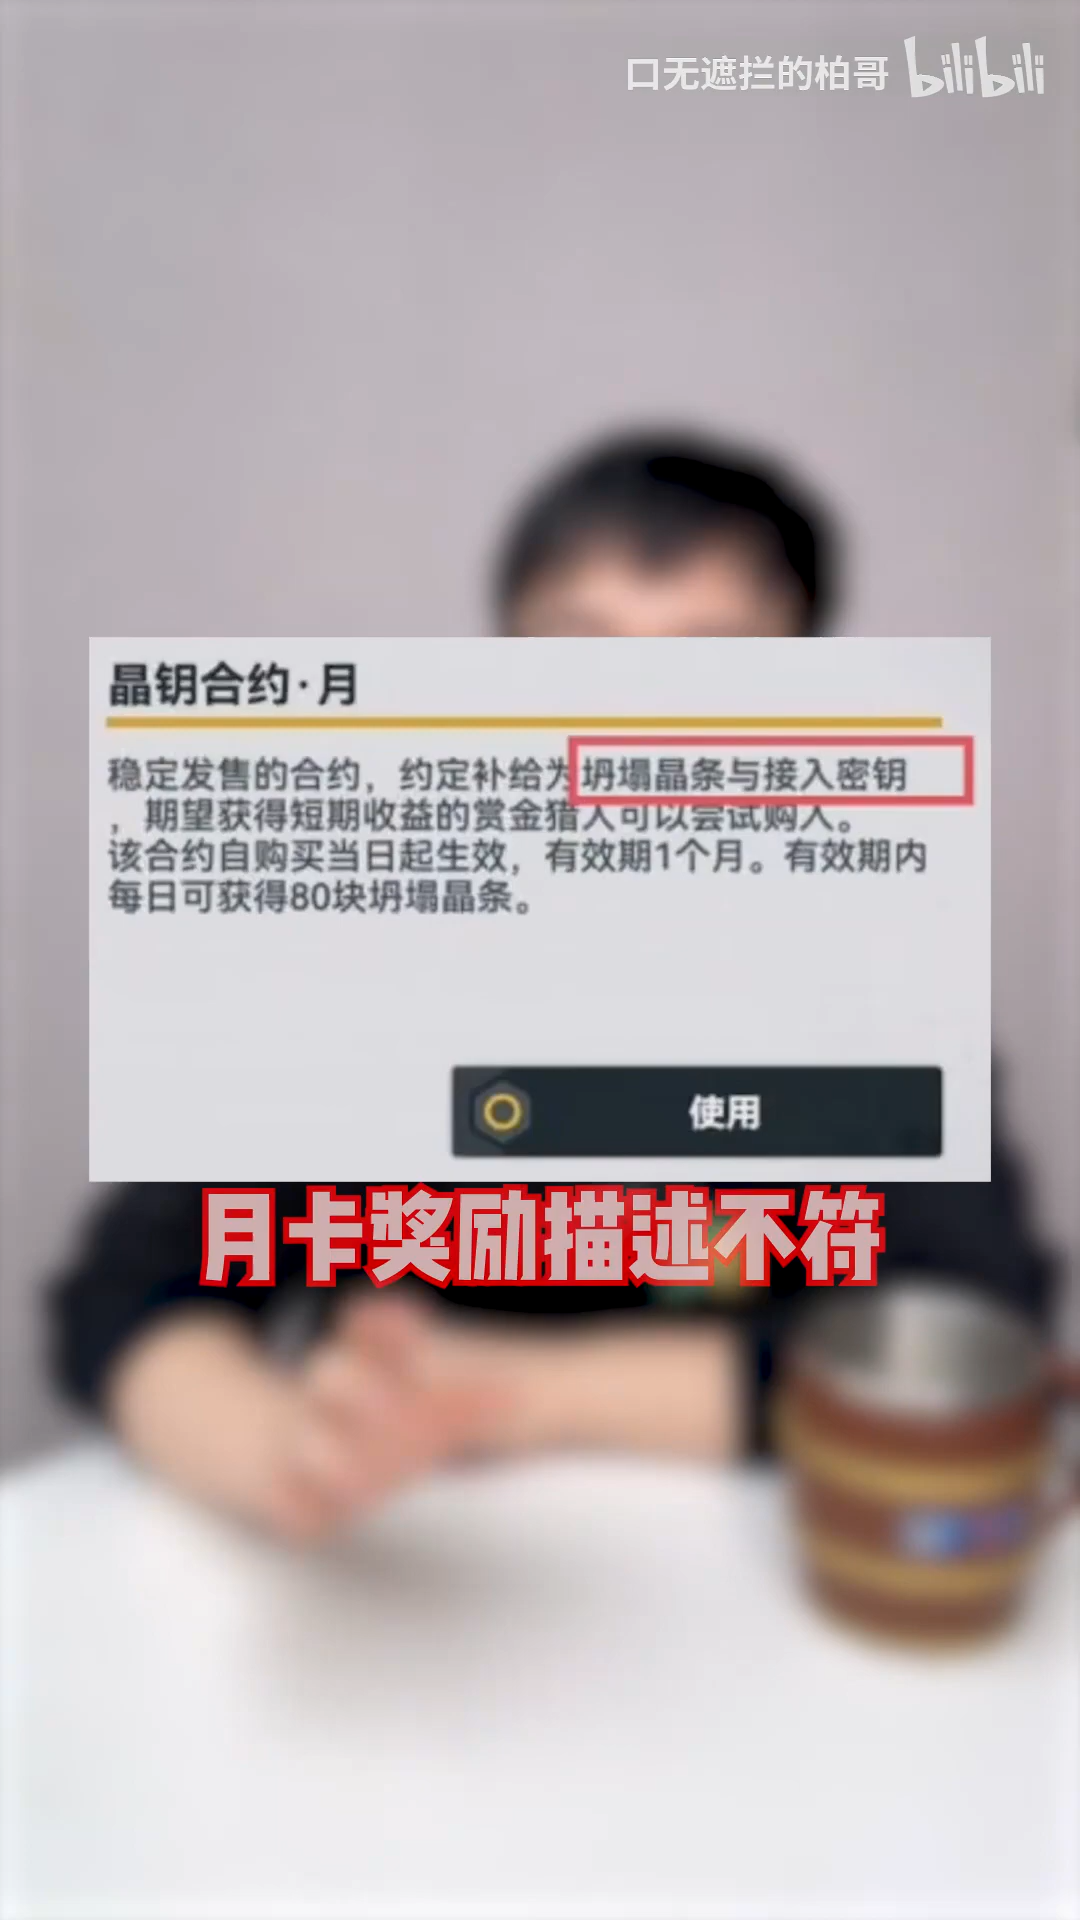 口无遮拦的柏哥 bilibili
晶钥合约·月
稳定发售的合约，约定补给为坍塌晶条与接入密钥
，期望获得短期收益的赏金猎人可以尝试购入。
该合约自购买当日起生效，有效期1个月。有效期内
每日可获得80块坍塌晶条。
使用
月卡奖励描述不符